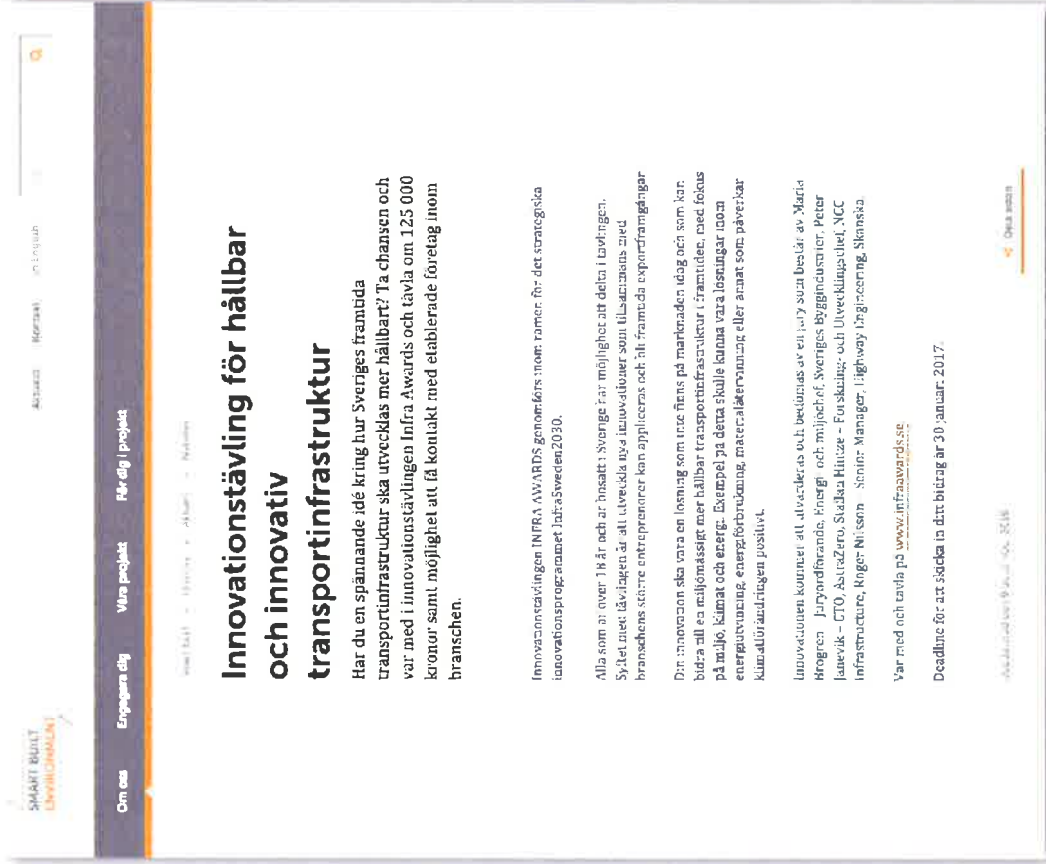 SMART BUILT
ENVIRONMENT
Aktuellt Kontakt In English
Om oss Engagera dig Våra projekt För dig i projekt
Innovationstävling för hållbar
och innovativ
transportinfrastruktur
Har du en spännande idé kring hur Sveriges framtida
transportinfrastruktur ska utvecklas mer hållbart? Ta chansen och
var med i innovationstävlingen Infra Awards och tävla om 125 000
kronor samt möjlighet att få kontakt med etablerade företag inom
branschen.
Innovationstävlingen INFRA AWARDS genomförs inom ramen för det strategiska
innovationsprogrammet InfraSweden2030.
Alla som är över 18 år och är bosatt i Sverige har möjlighet att delta i tävlingen.
Syftet med tävlingen är att utveckla nya innovationer som tillsammans med
branschens större entreprenörer kan appliceras och bli framtida exportframgångar
Din innovation ska vara en lösning som inte finns på marknaden idag och som kan
bidra till en miljömässigt mer hållbar transportinfrastruktur i framtiden, med fokus
på miljö, klimat och energi. Exempel på detta skulle kunna vara lösningar inom
energiutvinning, energiförbrukning, materialåtervinning eller annat som påverkar
klimatförändringen positivt.
Innovationen kommer att utvärderas och bedömas av en jury som består av Maria
Brogren – Juryordförande, Energi- och miljöchef, Sveriges Byggindustrier, Peter
Janevik – CTO, AstaZero, Staffan Hintze – Forsknings- och Utvecklingschef, NCC
Infrastructure, Roger Nilsson – Senior Manager, Highway Engineering, Skanska.
Var med och tävla på www.infraawards.se.
Deadline för att skicka in ditt bidrag är 30 januari 2017.
Dela sidan